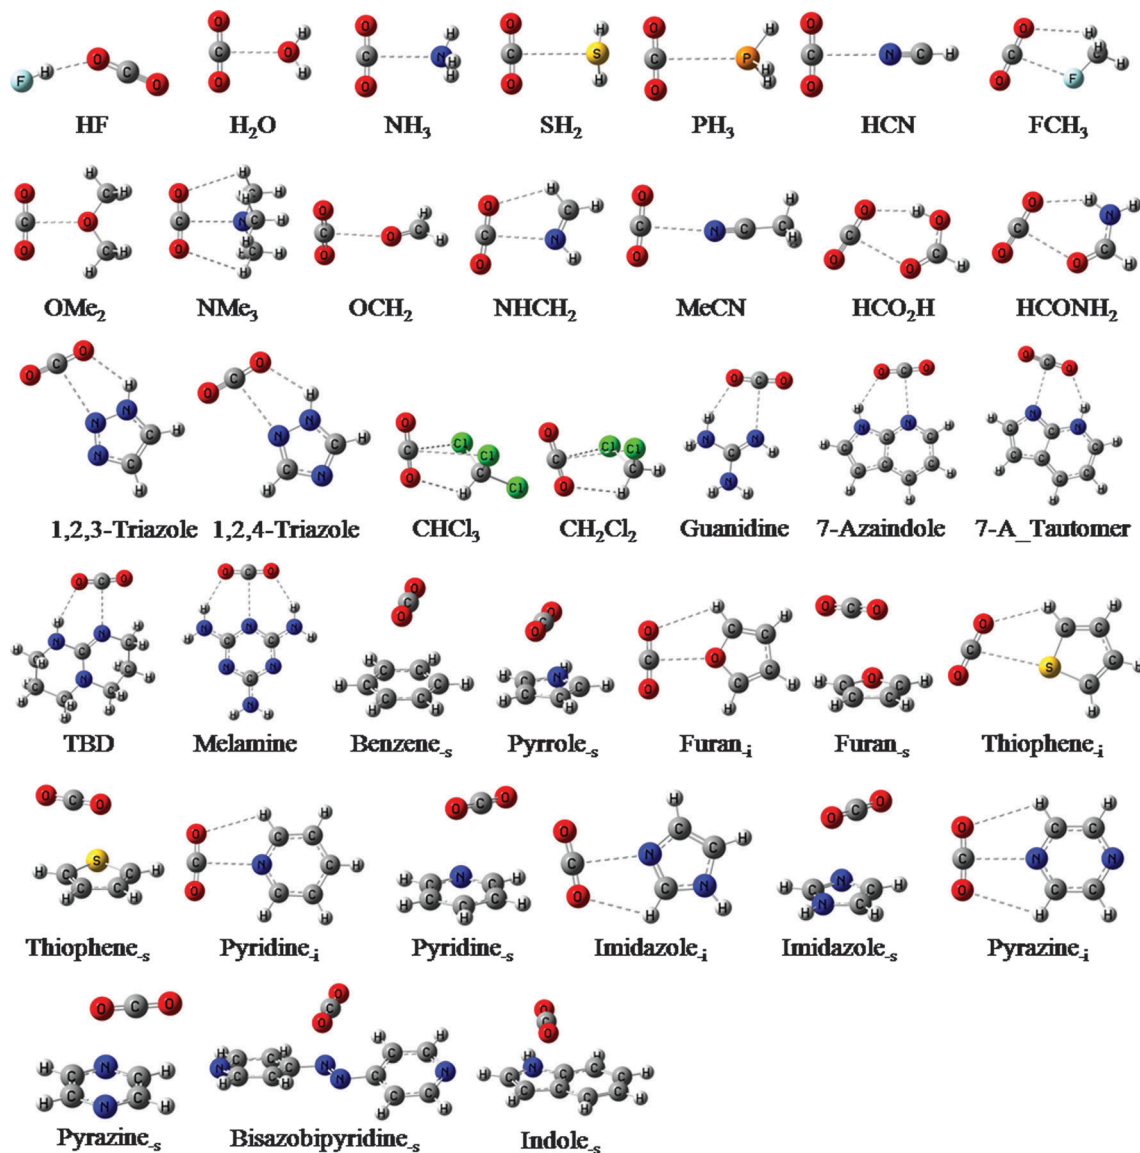 HF H₂O NH₃ SH₂ PH₃ HCN FCH₃
OMe₂ NMe₃ OCH₂ NHCH₂ MeCN HCO₂H HCONH₂
1,2,3-Triazole 1,2,4-Triazole CHCl₃ CH₂Cl₂ Guanidine 7-Azaindole 7-A_Tautomer
TBD Melamine Benzene-s Pyrrole-s Furan-i Furan-s Thiophene-i
Thiophene-s Pyridine-i Pyridine-s Imidazole-i Imidazole-s Pyrazine-i
Pyrazine-s Bisazobipyridine-s Indole-s